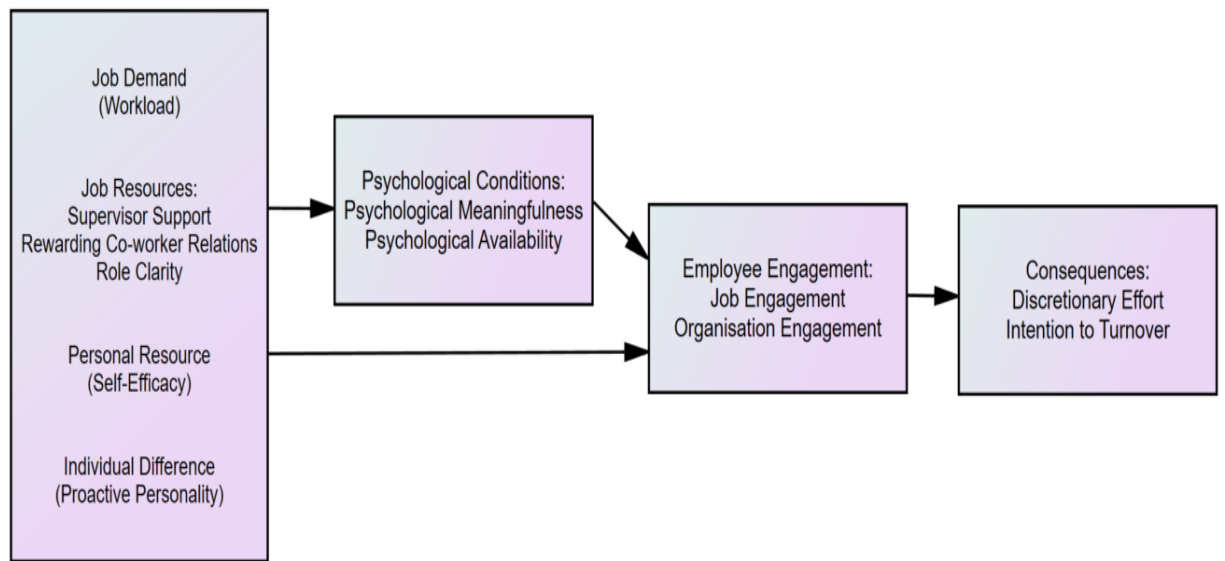 Job Demand
(Workload)
Job Resources:
Supervisor Support
Rewarding Co-worker Relations
Role Clarity
Personal Resource
(Self-Efficacy)
Individual Difference
(Proactive Personality)
Psychological Conditions:
Psychological Meaningfulness
Psychological Availability
Employee Engagement:
Job Engagement
Organisation Engagement
Consequences:
Discretionary Effort
Intention to Turnover